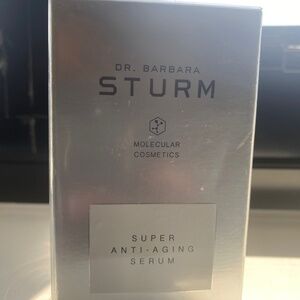 DR. BARBARA
STURM
MOLECULAR
COSMETICS
SUPER
ANTI-AGING
SERUM